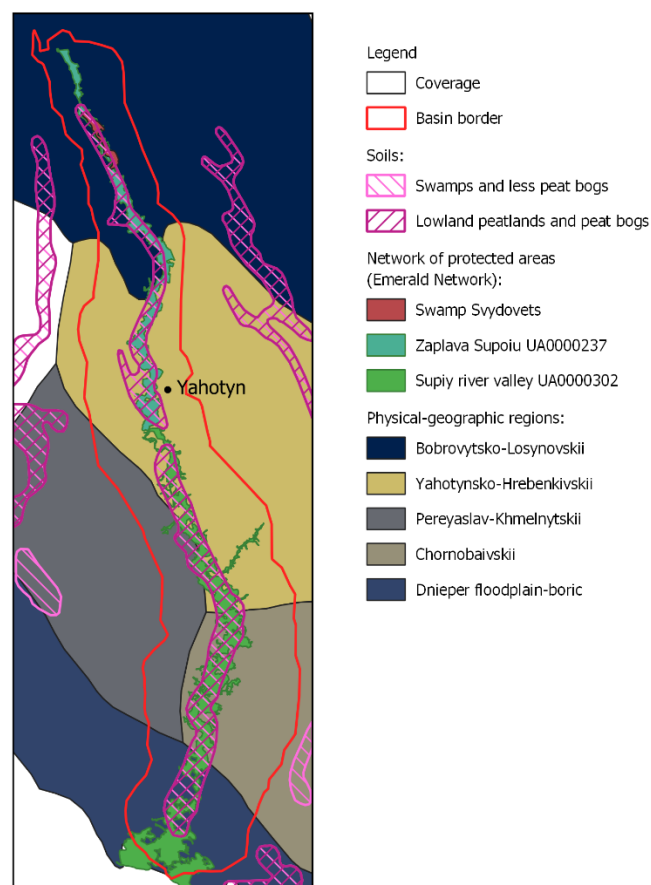 Yahotyn
Legend
Coverage
Basin border
Soils:
Swamps and less peat bogs
Lowland peatlands and peat bogs
Network of protected areas
(Emerald Network):
Swamp Svydovets
Zaplava Supoiu UA0000237
Supiy river valley UA0000302
Physical-geographic regions:
Bobrovytsko-Losynovskii
Yahotynsko-Hrebenkivskii
Pereyaslav-Khmelnytskii
Chornobaivskii
Dnieper floodplain-boric